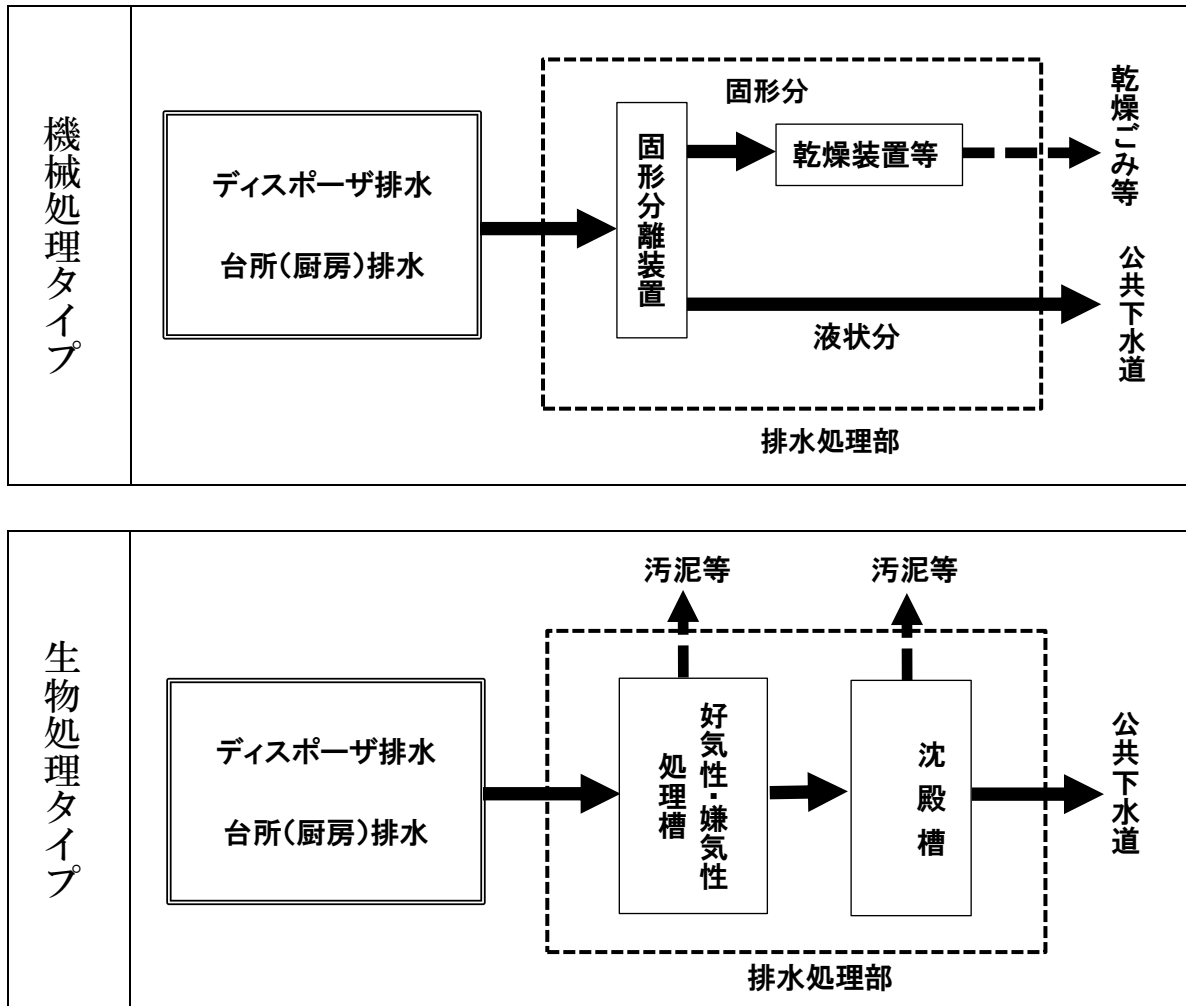 機械処理タイプ
ディスポーザ排水
台所(厨房)排水
固形分離装置
固形分
乾燥装置等
乾燥ごみ等
液状分
公共下水道
排水処理部
生物処理タイプ
ディスポーザ排水
台所(厨房)排水
汚泥等
汚泥等
好気性・嫌気性
処理槽
沈殿槽
公共下水道
排水処理部